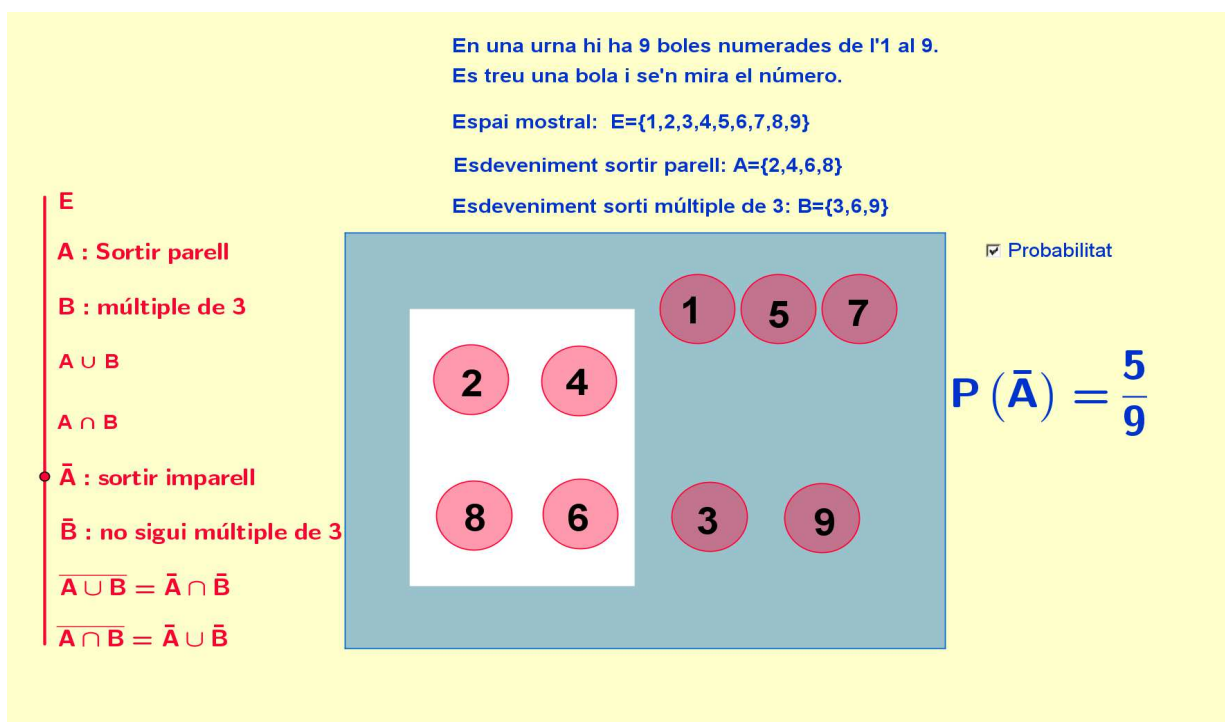 En una urna hi ha 9 boles numerades de l'1 al 9.
Es treu una bola i se'n mira el número.
Espai mostral: E={1,2,3,4,5,6,7,8,9}
Esdeveniment sortir parell: A={2,4,6,8}
Esdeveniment sorti múltiple de 3: B={3,6,9}
E
A : Sortir parell
B : múltiple de 3
A ∪ B
A ∩ B
Ā : sortir imparell
B̄ : no sigui múltiple de 3
A̅ ̅∪̅ ̅B̅ = Ā ∩ B̄
A̅ ̅∩̅ ̅B̅ = Ā ∪ B̄
1 5 7
2 4
8 6 3 9
Probabilitat
P (Ā) = 5/9